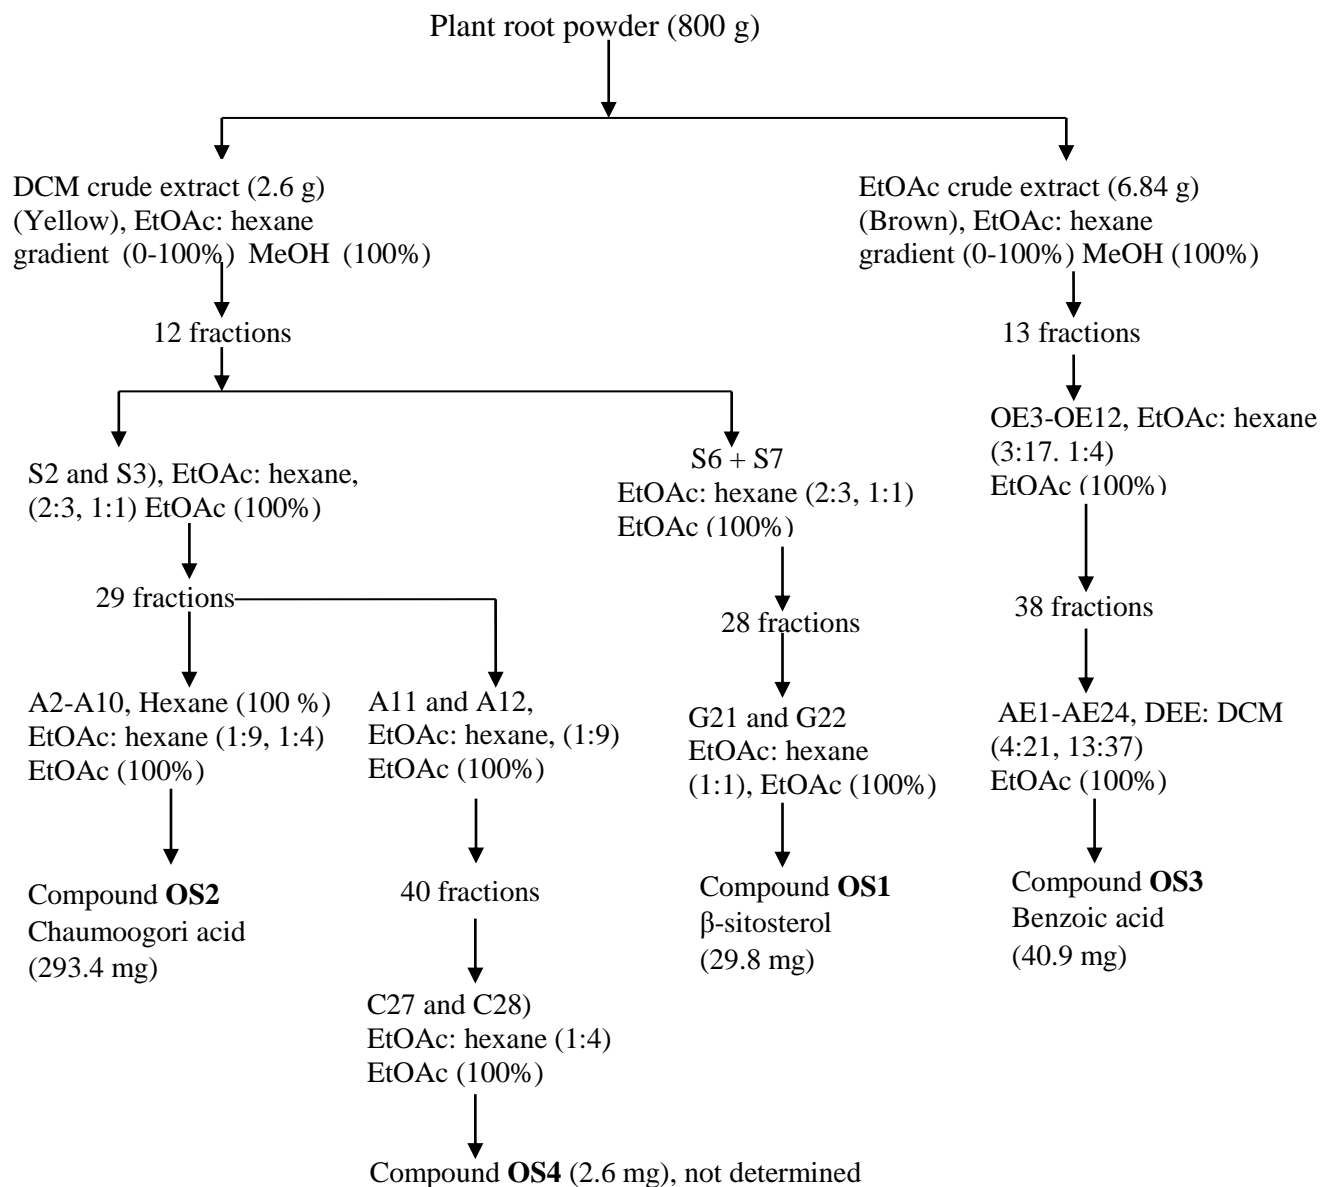 Plant root powder (800 g)
DCM crude extract (2.6 g)
(Yellow), EtOAc: hexane
gradient (0-100%) MeOH (100%)
EtOAc crude extract (6.84 g)
(Brown), EtOAc: hexane
gradient (0-100%) MeOH (100%)
12 fractions
13 fractions
S2 and S3), EtOAc: hexane,
(2:3, 1:1) EtOAc (100%)
S6 + S7
EtOAc: hexane (2:3, 1:1)
EtOAc (100%)
OE3-OE12, EtOAc: hexane
(3:17. 1:4)
EtOAc (100%)
29 fractions
28 fractions
38 fractions
A2-A10, Hexane (100 %)
EtOAc: hexane (1:9, 1:4)
EtOAc (100%)
A11 and A12,
EtOAc: hexane, (1:9)
EtOAc (100%)
G21 and G22
EtOAc: hexane
(1:1), EtOAc (100%)
AE1-AE24, DEE: DCM
(4:21, 13:37)
EtOAc (100%)
Compound OS2
Chaumoogori acid
(293.4 mg)
40 fractions
Compound OS1
β-sitosterol
(29.8 mg)
Compound OS3
Benzoic acid
(40.9 mg)
C27 and C28)
EtOAc: hexane (1:4)
EtOAc (100%)
Compound OS4 (2.6 mg), not determined